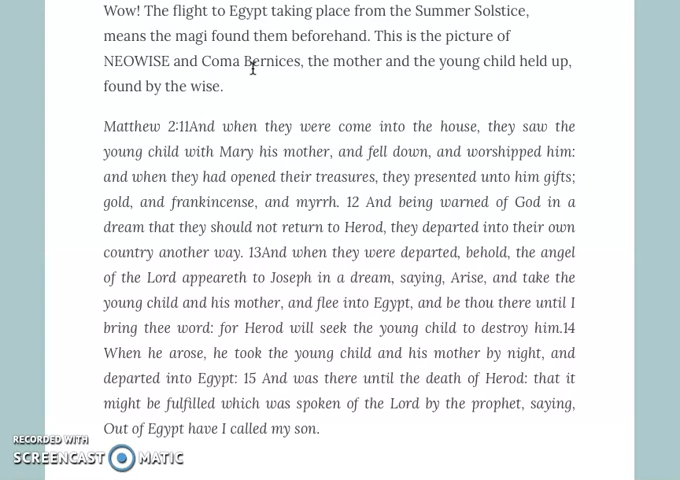 Wow! The flight to Egypt taking place from the Summer Solstice,
means the magi found them beforehand. This is the picture of
NEOWISE and Coma Bernices, the mother and the young child held up,
found by the wise.
Matthew 2:11And when they were come into the house, they saw the
young child with Mary his mother, and fell down, and worshipped him:
and when they had opened their treasures, they presented unto him gifts;
gold, and frankincense, and myrrh. 12 And being warned of God in a
dream that they should not return to Herod, they departed into their own
country another way. 13And when they were departed, behold, the angel
of the Lord appeareth to Joseph in a dream, saying, Arise, and take the
young child and his mother, and flee into Egypt, and be thou there until I
bring thee word: for Herod will seek the young child to destroy him.14
When he arose, he took the young child and his mother by night, and
departed into Egypt: 15 And was there until the death of Herod: that it
might be fulfilled which was spoken of the Lord by the prophet, saying,
Out of Egypt have I called my son.
RECORDED WITH
SCREENCAST MATIC